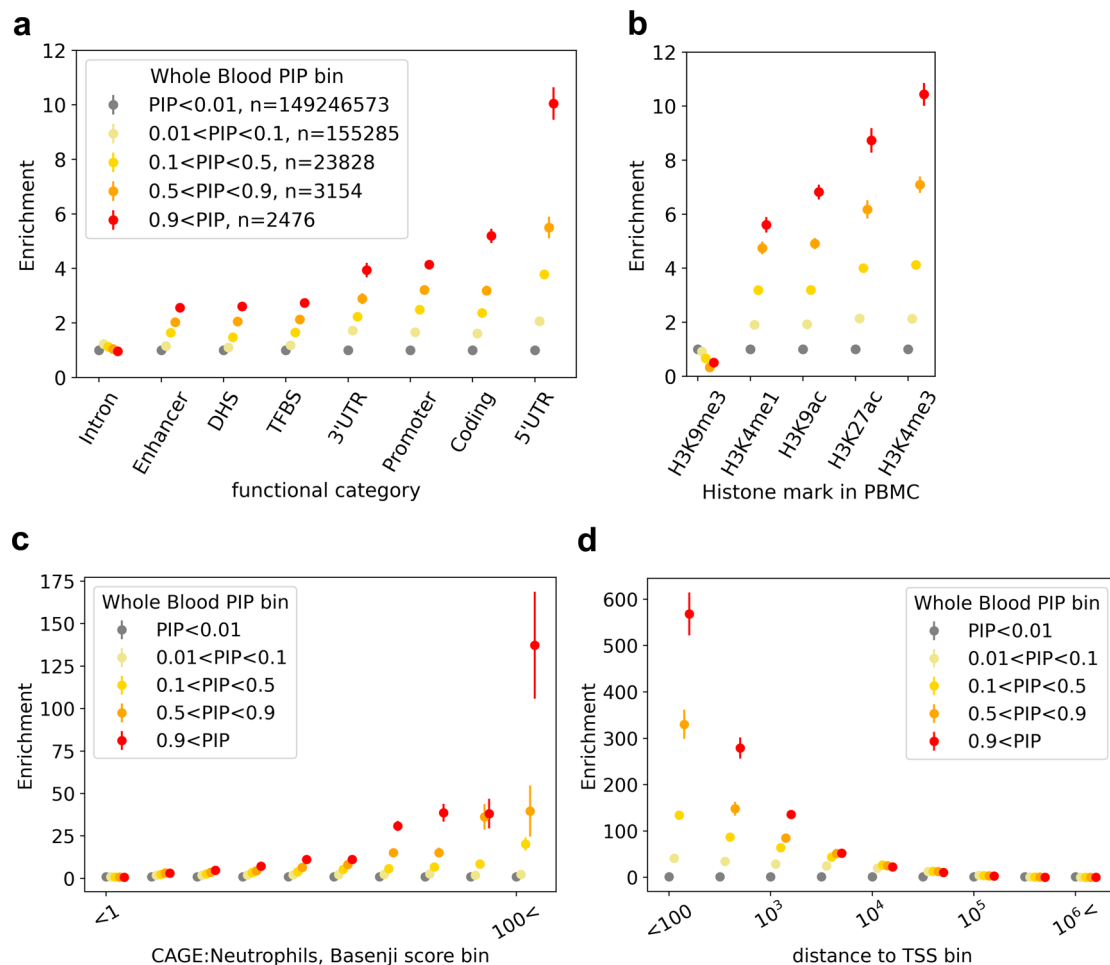 a
12
10
8
6
4
2
0
Enrichment
Whole Blood PIP bin
PIP<0.01, n=149246573
0.01<PIP<0.1, n=155285
0.1<PIP<0.5, n=23828
0.5<PIP<0.9, n=3154
0.9<PIP, n=2476
Intron
Enhancer
DHS
TFBS
3'UTR
Promoter
Coding
5'UTR
functional category
b
12
10
8
6
4
2
0
Enrichment
H3K9me3
H3K4me1
H3K9ac
H3K27ac
H3K4me3
Histone mark in PBMC
c
175
150
125
100
75
50
25
0
Enrichment
Whole Blood PIP bin
PIP<0.01
0.01<PIP<0.1
0.1<PIP<0.5
0.5<PIP<0.9
0.9<PIP
<1
100<
CAGE:Neutrophils, Basenji score bin
d
600
500
400
300
200
100
0
Enrichment
Whole Blood PIP bin
PIP<0.01
0.01<PIP<0.1
0.1<PIP<0.5
0.5<PIP<0.9
0.9<PIP
<100
10³
10⁴
10⁵
10⁶<
distance to TSS bin